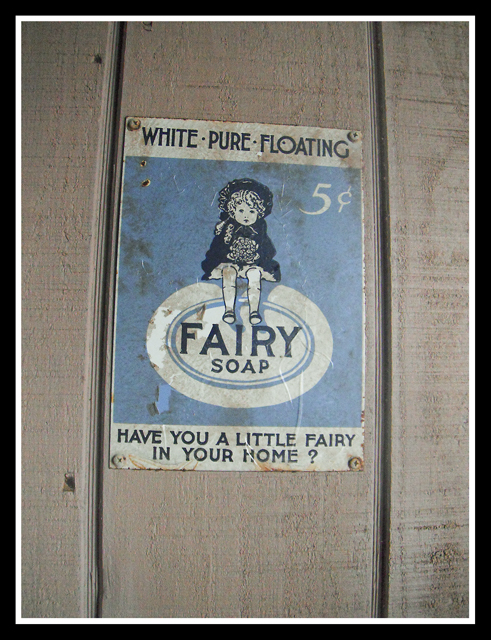 WHITE · PURE · FLOATING
5¢
FAIRY
SOAP
HAVE YOU A LITTLE FAIRY
IN YOUR HOME ?